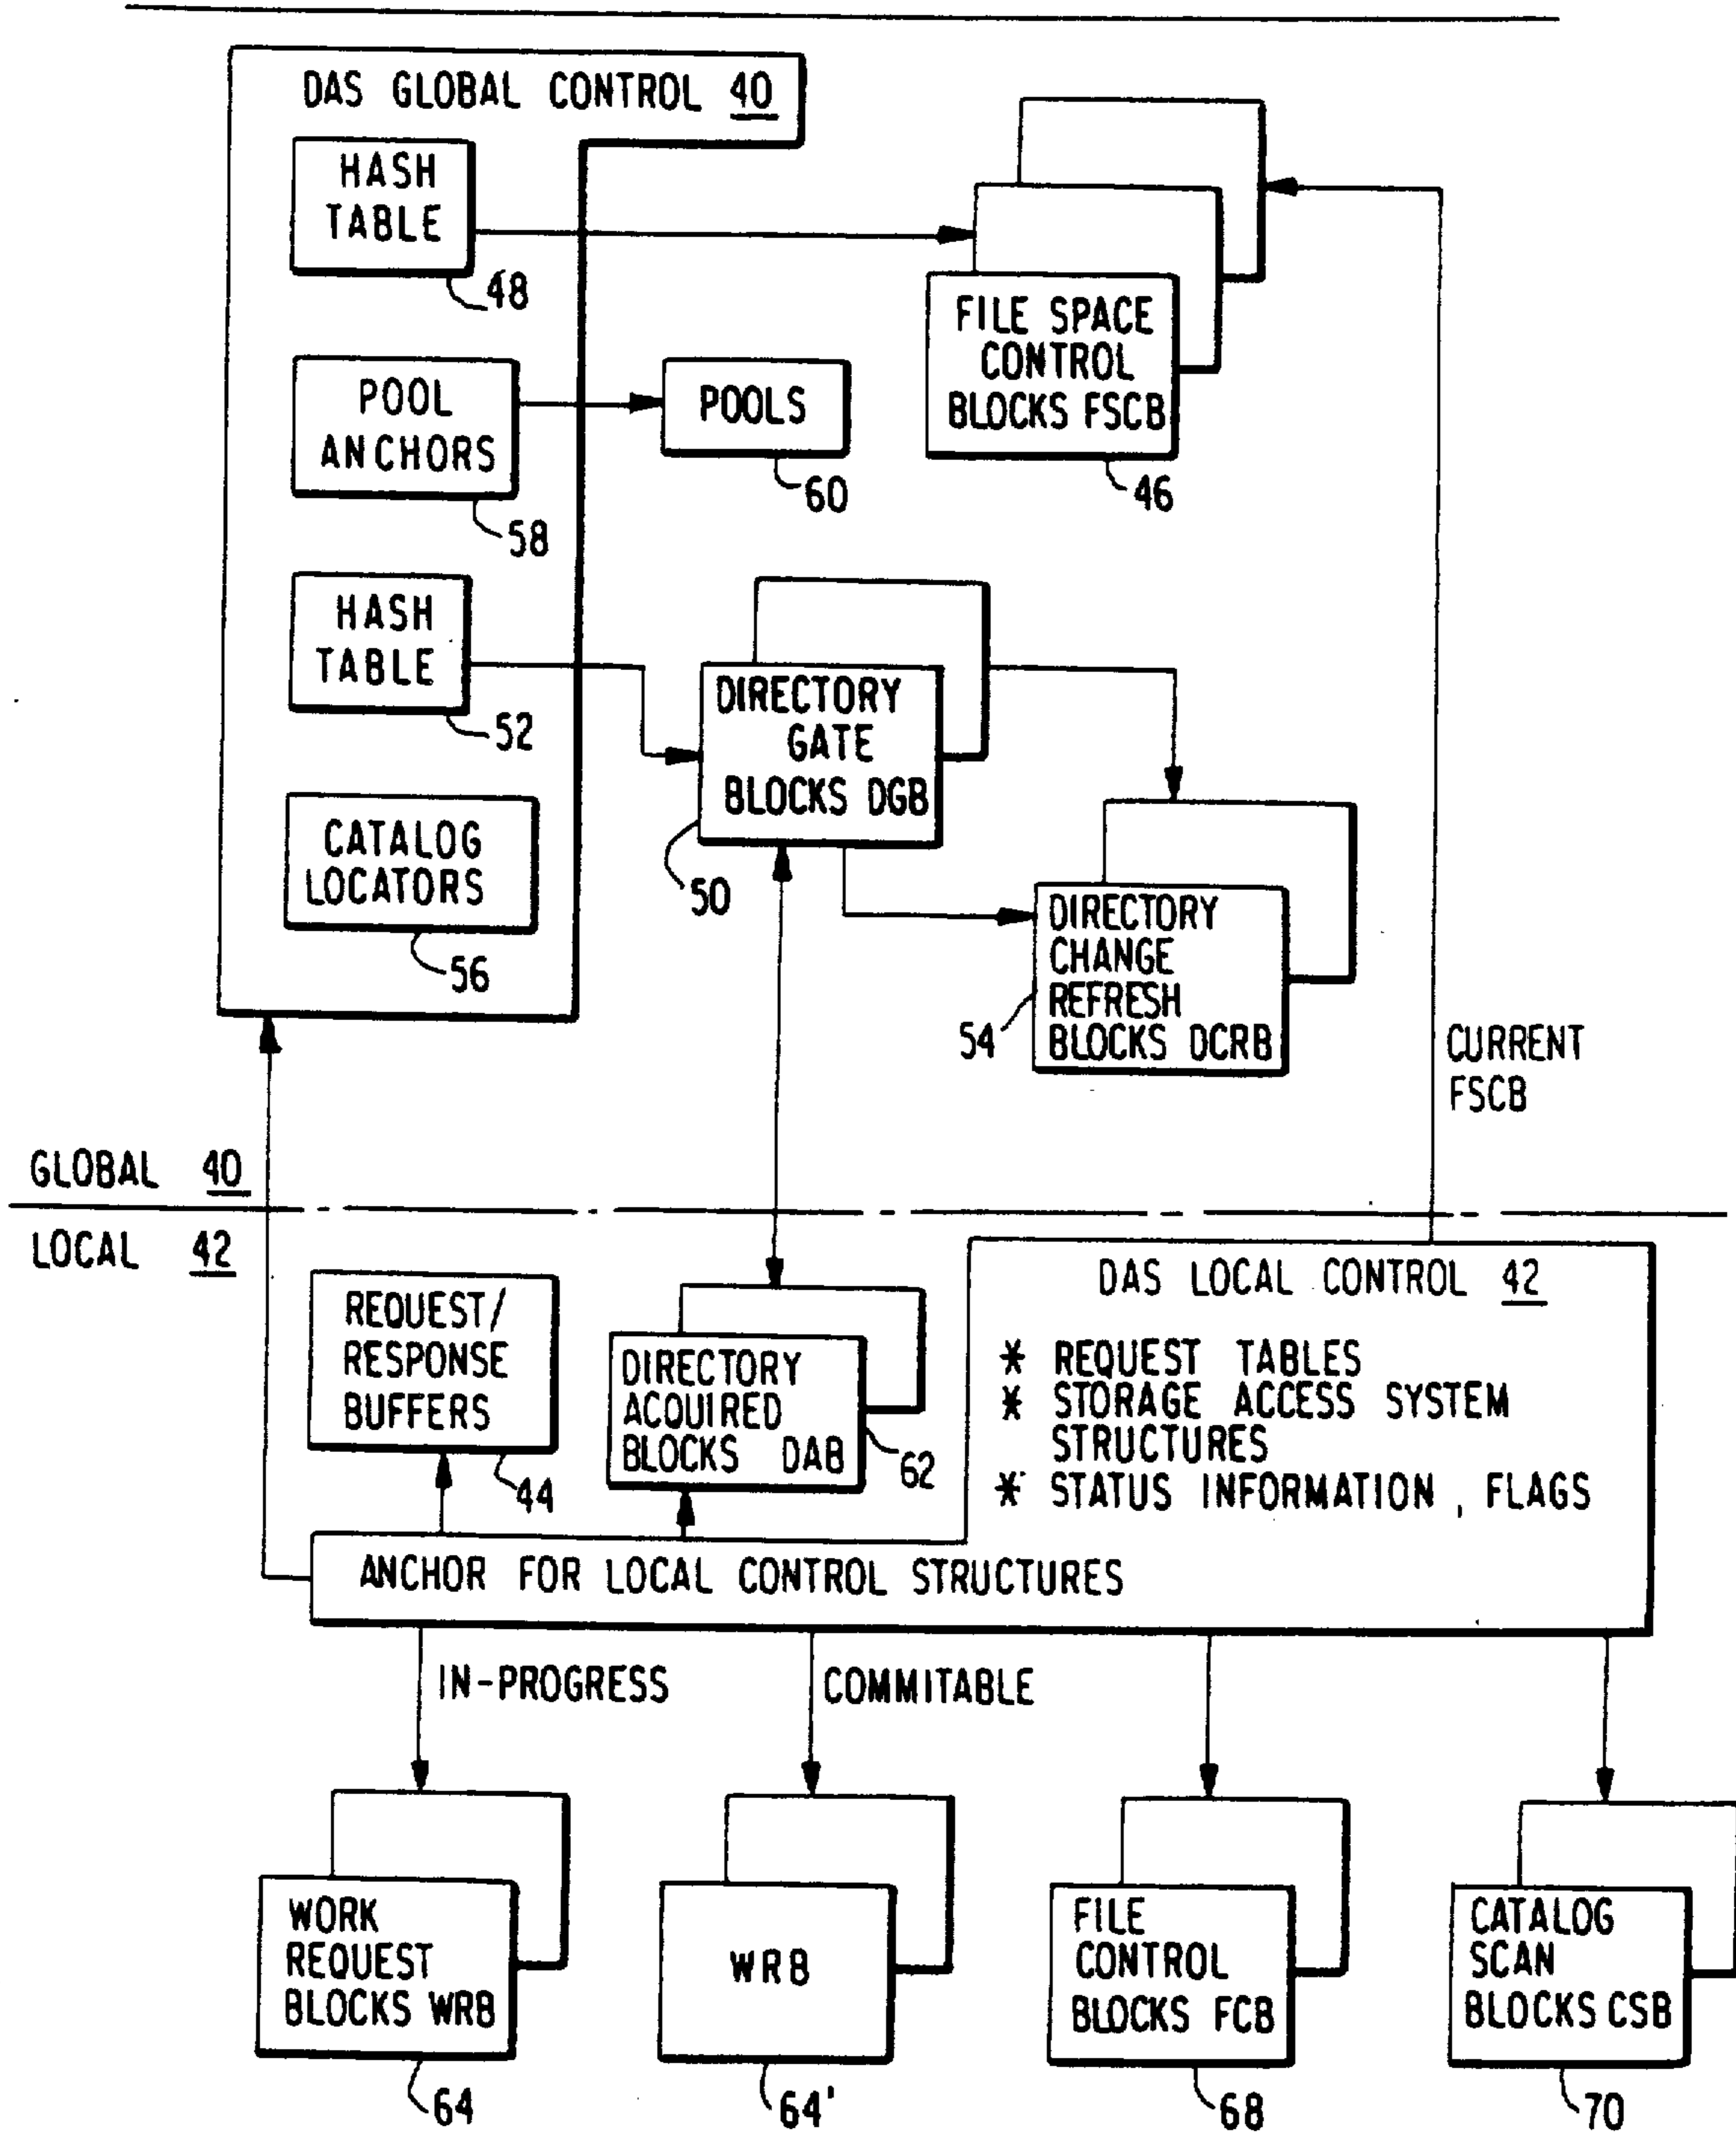 DAS GLOBAL CONTROL 40
HASH
TABLE
48
FILE SPACE
CONTROL
BLOCKS FSCB
46
POOL
ANCHORS
58
POOLS
60
HASH
TABLE
52
DIRECTORY
GATE
BLOCKS DGB
50
CATALOG
LOCATORS
56
DIRECTORY
CHANGE
REFRESH
BLOCKS DCRB
54
CURRENT
FSCB
GLOBAL 40
LOCAL 42
REQUEST/
RESPONSE
BUFFERS
44
DIRECTORY
ACQUIRED
BLOCKS DAB
62
DAS LOCAL CONTROL 42
* REQUEST TABLES
* STORAGE ACCESS SYSTEM
STRUCTURES
* STATUS INFORMATION, FLAGS
ANCHOR FOR LOCAL CONTROL STRUCTURES
IN-PROGRESS
COMMITABLE
WORK
REQUEST
BLOCKS WRB
64
WRB
64'
FILE
CONTROL
BLOCKS FCB
68
CATALOG
SCAN
BLOCKS CSB
70